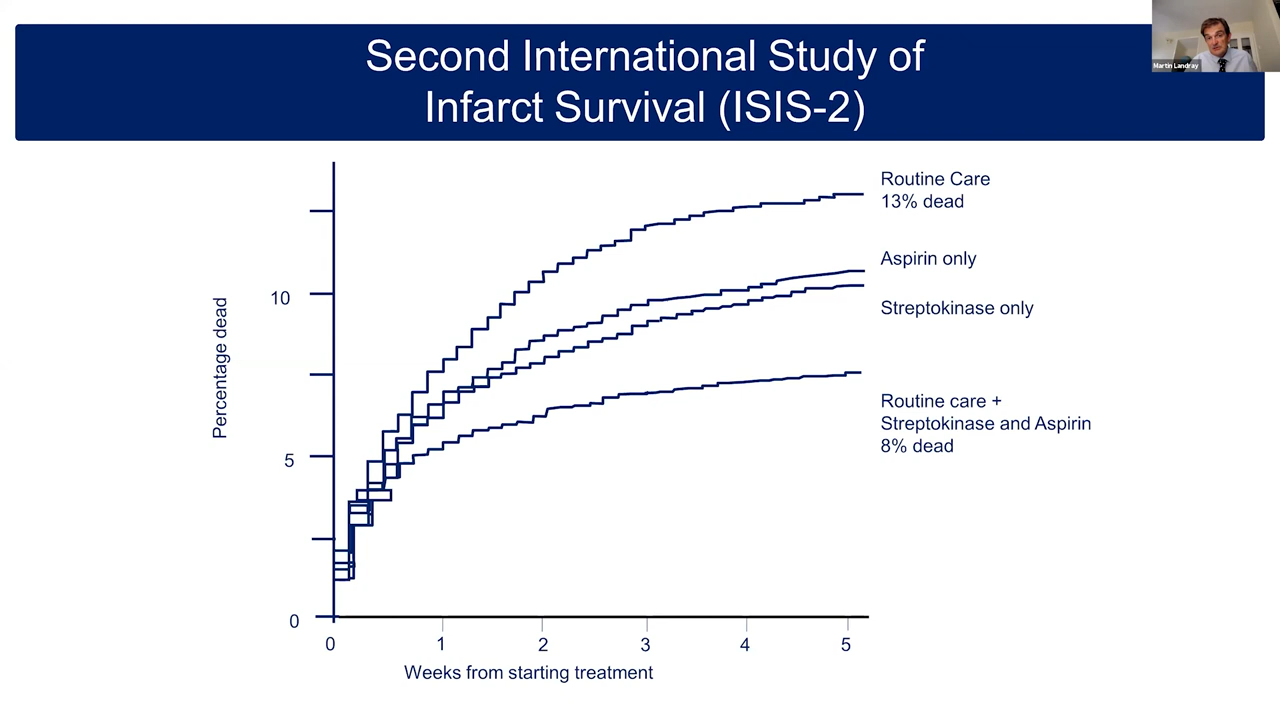 Second International Study of
Infarct Survival (ISIS-2)
Martin Landray
Routine Care
13% dead
Aspirin only
Streptokinase only
Routine care +
Streptokinase and Aspirin
8% dead
Percentage dead
10
5
0
0 1 2 3 4 5
Weeks from starting treatment